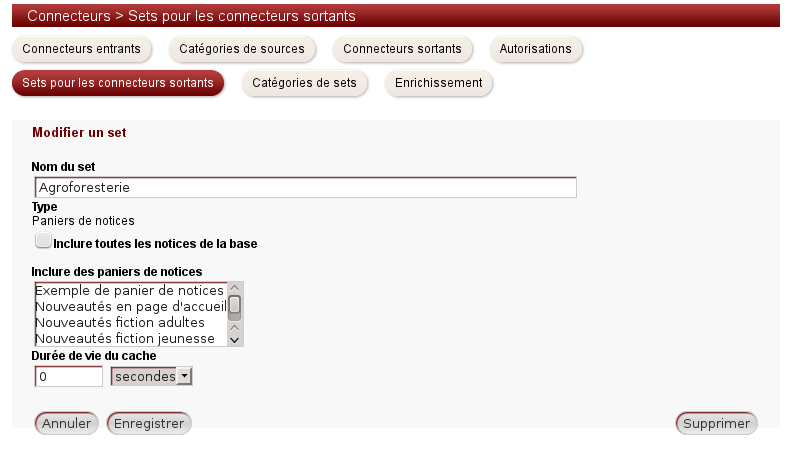 Connecteurs > Sets pour les connecteurs sortants
Connecteurs entrants Catégories de sources Connecteurs sortants Autorisations
Sets pour les connecteurs sortants Catégories de sets Enrichissement
Modifier un set
Nom du set
Agroforesterie
Type
Paniers de notices
Inclure toutes les notices de la base
Inclure des paniers de notices
Exemple de panier de notices
Nouveautés en page d'accueil
Nouveautés fiction adultes
Nouveautés fiction jeunesse
Durée de vie du cache
0 secondes
Annuler Enregistrer Supprimer